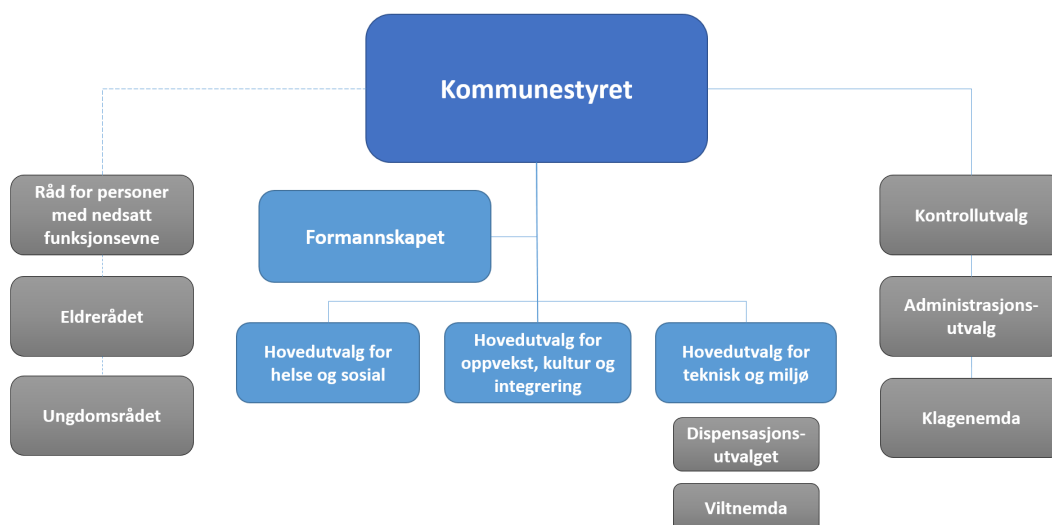 Kommunestyret
Råd for personer
med nedsatt
funksjonsevne
Eldrerådet
Ungdomsrådet
Formannskapet
Hovedutvalg for
helse og sosial
Hovedutvalg for
oppvekst, kultur og
integrering
Hovedutvalg for
teknisk og miljø
Dispensasjons-
utvalget
Viltnemda
Kontrollutvalg
Administrasjons-
utvalg
Klagenemda